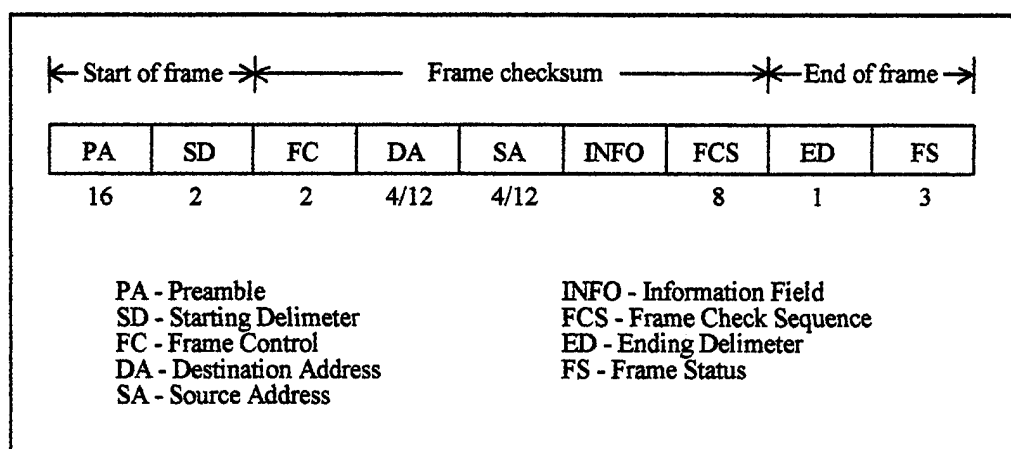 Start of frame Frame checksum End of frame
PA SD FC DA SA INFO FCS ED FS
16 2 2 4/12 4/12 8 1 3
PA - Preamble
SD - Starting Delimeter
FC - Frame Control
DA - Destination Address
SA - Source Address
INFO - Information Field
FCS - Frame Check Sequence
ED - Ending Delimeter
FS - Frame Status